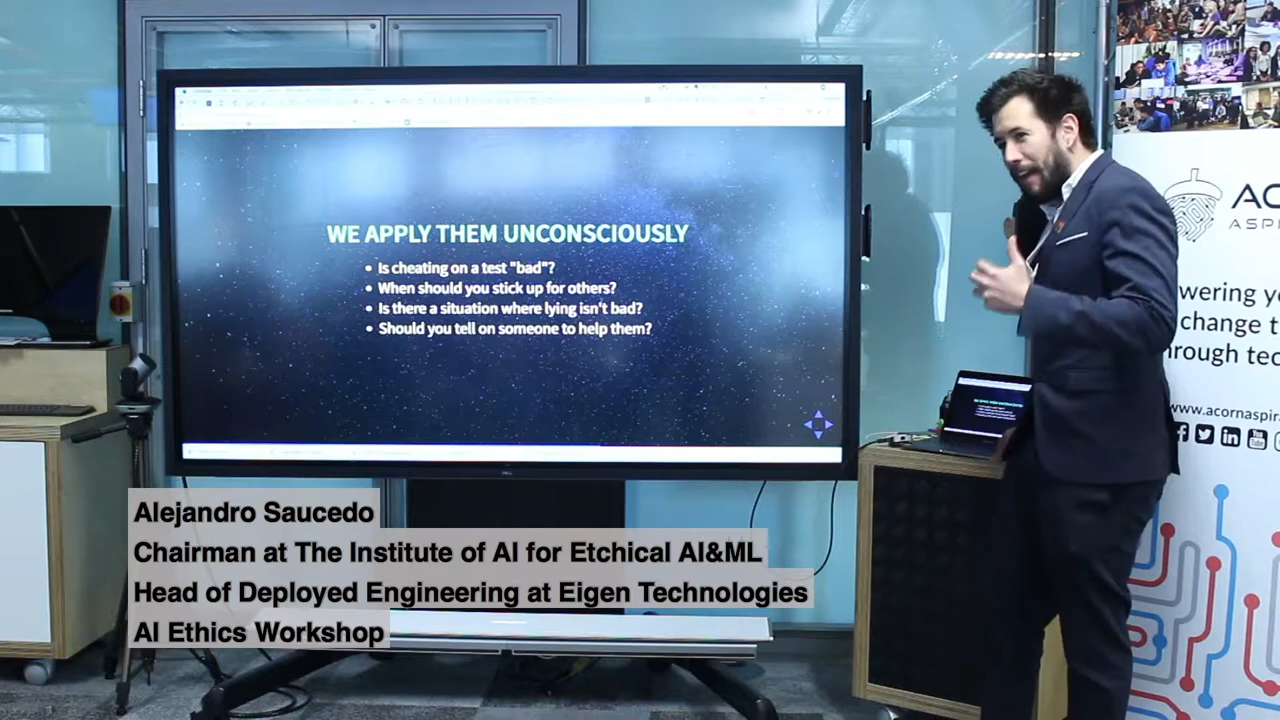 WE APPLY THEM UNCONSCIOUSLY
• Is cheating on a test "bad"?
• When should you stick up for others?
• Is there a situation where lying isn't bad?
• Should you tell on someone to help them?
AC
ASPI
wering y
change t
hrough tec
www.acornaspir
Alejandro Saucedo
Chairman at The Institute of AI for Etchical AI&ML
Head of Deployed Engineering at Eigen Technologies
AI Ethics Workshop